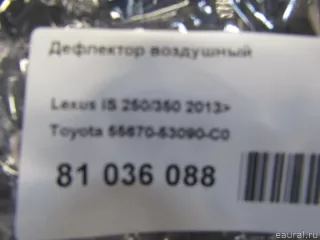 Дефлектор воздушный
Lexus IS 250/350 2013>
Toyota 55670-53090-C0
81 036 088
© eaural.ru